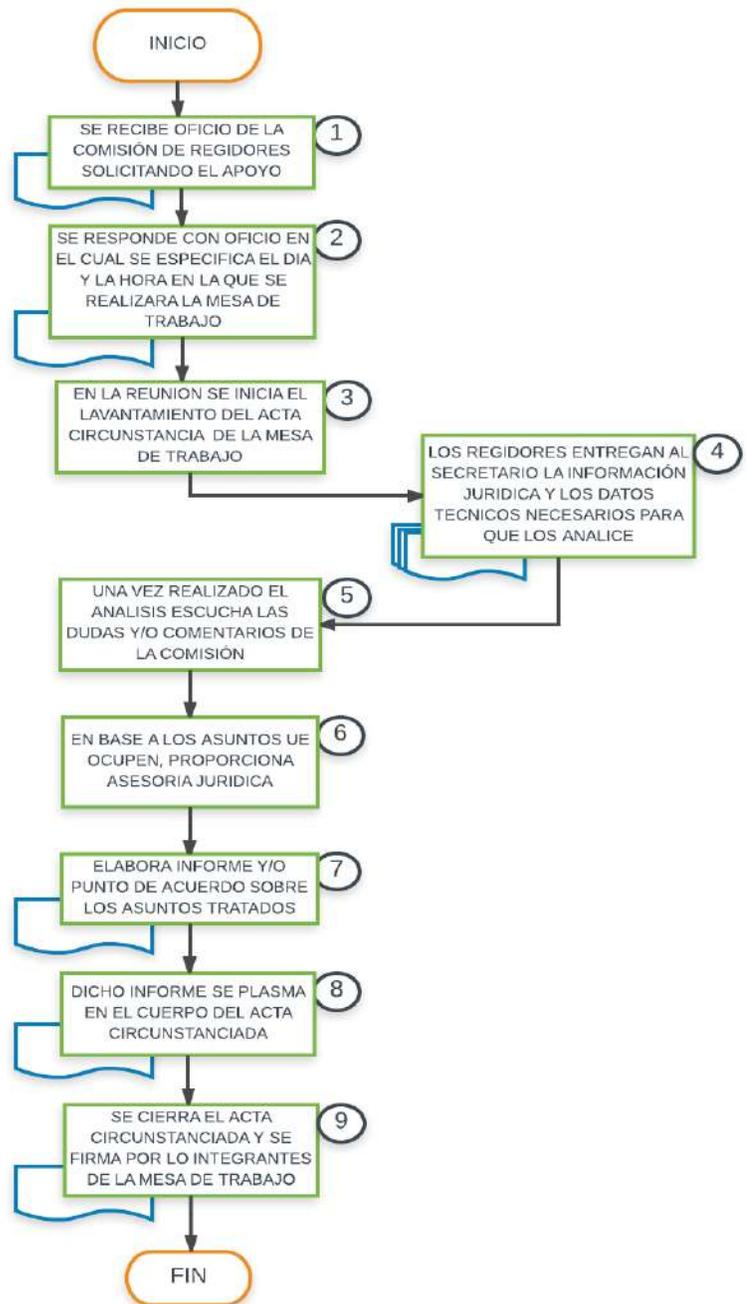 INICIO
1
SE RECIBE OFICIO DE LA
COMISIÓN DE REGIDORES
SOLICITANDO EL APOYO
2
SE RESPONDE CON OFICIO EN
EL CUAL SE ESPECIFICA EL DIA
Y LA HORA EN LA QUE SE
REALIZARA LA MESA DE
TRABAJO
3
EN LA REUNION SE INICIA EL
LAVANTAMIENTO DEL ACTA
CIRCUNSTANCIA DE LA MESA
DE TRABAJO
4
LOS REGIDORES ENTREGAN AL
SECRETARIO LA INFORMACIÓN
JURIDICA Y LOS DATOS
TECNICOS NECESARIOS PARA
QUE LOS ANALICE
5
UNA VEZ REALIZADO EL
ANALISIS ESCUCHA LAS
DUDAS Y/O COMENTARIOS DE
LA COMISIÓN
6
EN BASE A LOS ASUNTOS UE
OCUPEN, PROPORCIONA
ASESORIA JURIDICA
7
ELABORA INFORME Y/O
PUNTO DE ACUERDO SOBRE
LOS ASUNTOS TRATADOS
8
DICHO INFORME SE PLASMA
EN EL CUERPO DEL ACTA
CIRCUNSTANCIADA
9
SE CIERRA EL ACTA
CIRCUNSTANCIADA Y SE
FIRMA POR LO INTEGRANTES
DE LA MESA DE TRABAJO
FIN